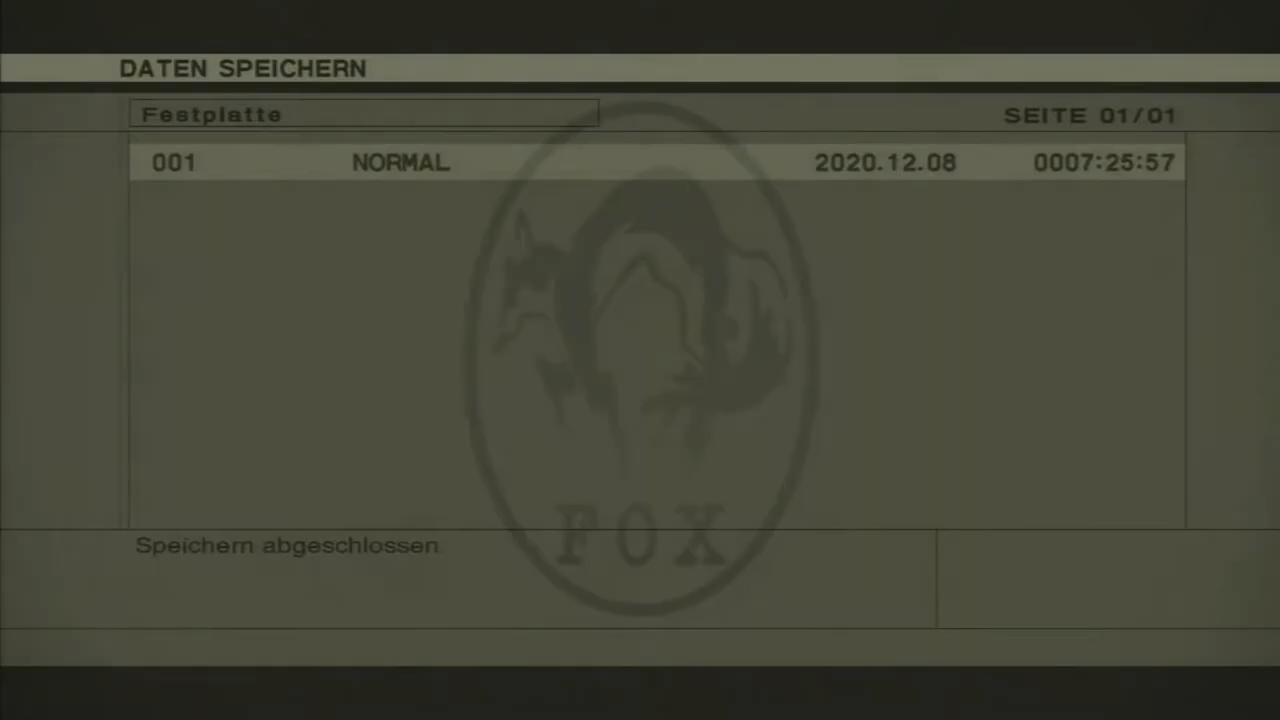 DATEN SPEICHERN
Festplatte SEITE 01/01
001 NORMAL 2020.12.08 0007:25:57
Speichern abgeschlossen.
FOX